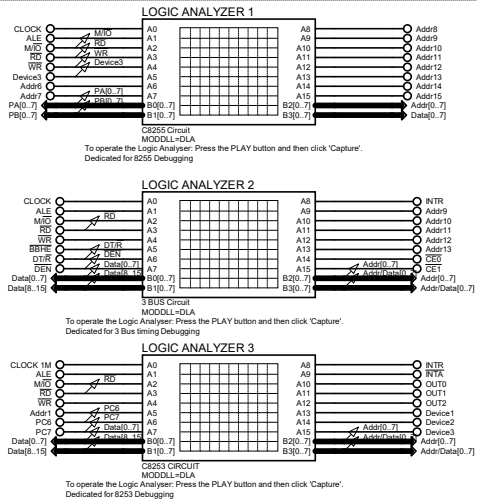 LOGIC ANALYZER 1
CLOCK A0 A8 Addr8
ALE M/IO A1 A9 Addr9
M/IO RD A2 A10 Addr10
RD WR A3 A11 Addr11
WR Device3 A4 A12 Addr12
Device3 A5 A13 Addr13
Addr6 A6 A14 Addr14
Addr7 PA[0..7] A7 A15 Addr15
PA[0..7] PB[0..7] B0[0..7] B2[0..7] Addr[0..7]
PB[0..7] B1[0..7] B3[0..7] Data[0..7]
C8255 Circuit
MODDLL=DLA
To operate the Logic Analyser: Press the PLAY button and then click 'Capture'.
Dedicated for 8255 Debugging
LOGIC ANALYZER 2
CLOCK A0 A8 INTR
ALE A1 A9 Addr9
M/IO RD A2 A10 Addr10
RD A3 A11 Addr11
WR A4 A12 Addr12
BBHE DT/R A5 A13 Addr13
DT/R DEN A6 A14 CE0
DEN Data[0..7] A7 A15 Addr[0..7] CE1
Data[0..7] Data[8..15] B0[0..7] B2[0..7] Addr/Data[0..7] Addr[0..7]
Data[8..15] B1[0..7] B3[0..7] Addr/Data[0..7]
3 BUS Circuit
MODDLL=DLA
To operate the Logic Analyser: Press the PLAY button and then click 'Capture'.
Dedicated for 3 Bus timing Debugging
LOGIC ANALYZER 3
CLOCK 1M A0 A8 INTR
ALE A1 A9 INTA
M/IO RD A2 A10 OUT0
RD A3 A11 OUT1
WR A4 A12 OUT2
Addr1 PC6 A5 A13 Device1
PC6 PC7 A6 A14 Device2
PC7 Data[0..7] A7 A15 Addr[0..7] Device3
Data[0..7] Data[8..15] B0[0..7] B2[0..7] Addr/Data[0..7] Addr[0..7]
Data[8..15] B1[0..7] B3[0..7] Addr/Data[0..7]
C8253 CIRCUIT
MODDLL=DLA
To operate the Logic Analyser: Press the PLAY button and then click 'Capture'.
Dedicated for 8253 Debugging